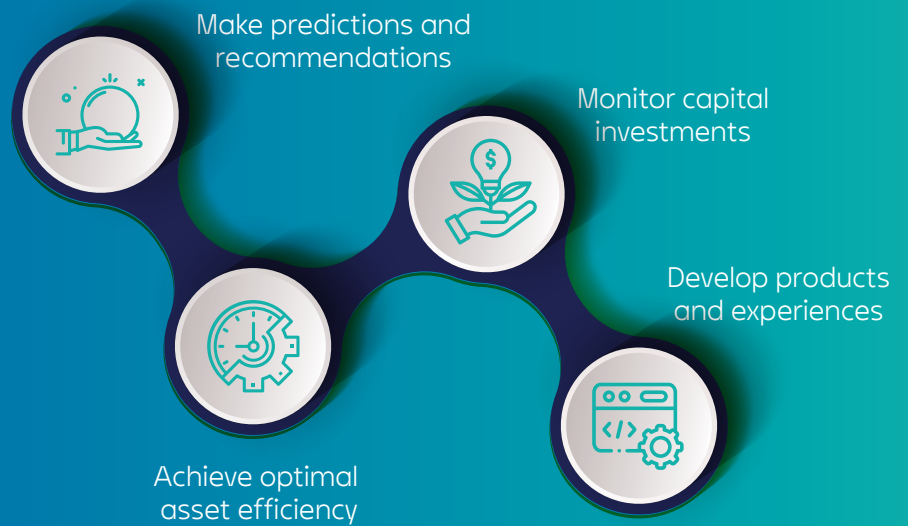 Make predictions and
recommendations
Monitor capital
investments
$
Develop products
and experiences
</>
Achieve optimal
asset efficiency